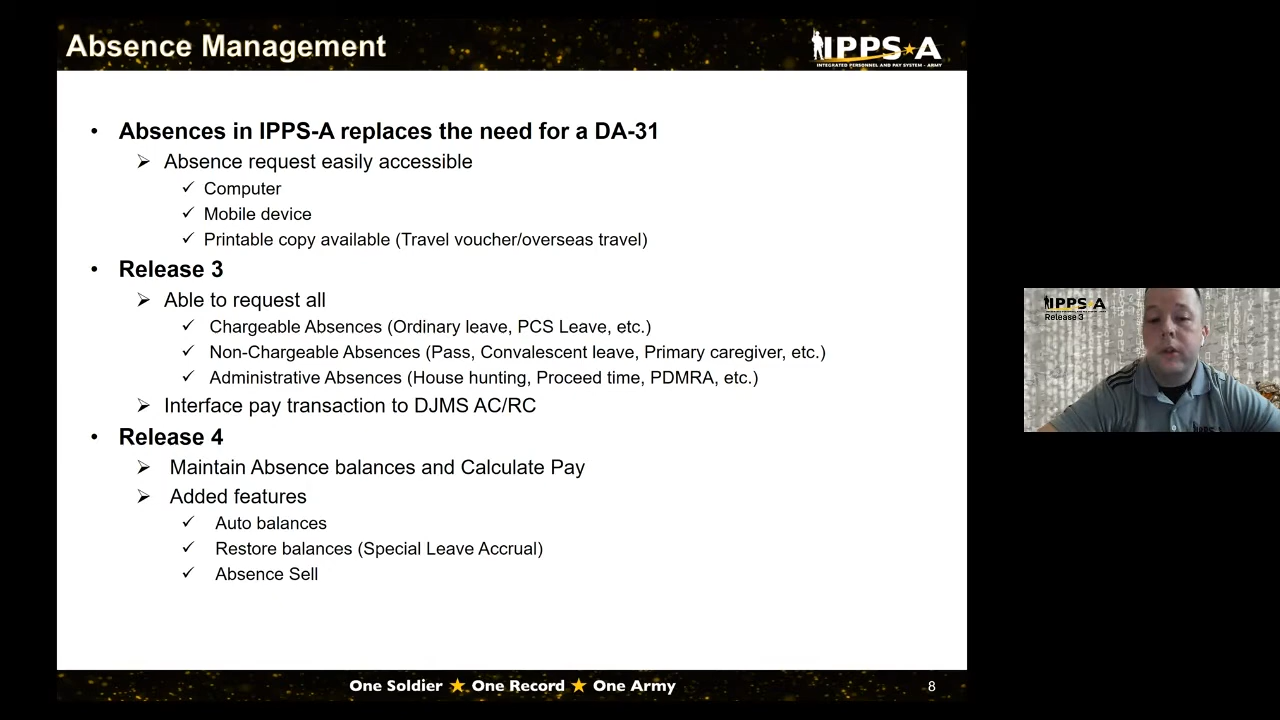 Absence Management
IPPS★A
INTEGRATED PERSONNEL AND PAY SYSTEM - ARMY
• Absences in IPPS-A replaces the need for a DA-31
➢ Absence request easily accessible
✓ Computer
✓ Mobile device
✓ Printable copy available (Travel voucher/overseas travel)
• Release 3
➢ Able to request all
✓ Chargeable Absences (Ordinary leave, PCS Leave, etc.)
✓ Non-Chargeable Absences (Pass, Convalescent leave, Primary caregiver, etc.)
✓ Administrative Absences (House hunting, Proceed time, PDMRA, etc.)
➢ Interface pay transaction to DJMS AC/RC
• Release 4
➢ Maintain Absence balances and Calculate Pay
➢ Added features
✓ Auto balances
✓ Restore balances (Special Leave Accrual)
✓ Absence Sell
One Soldier ★ One Record ★ One Army
8
IPPS★A
Release 3